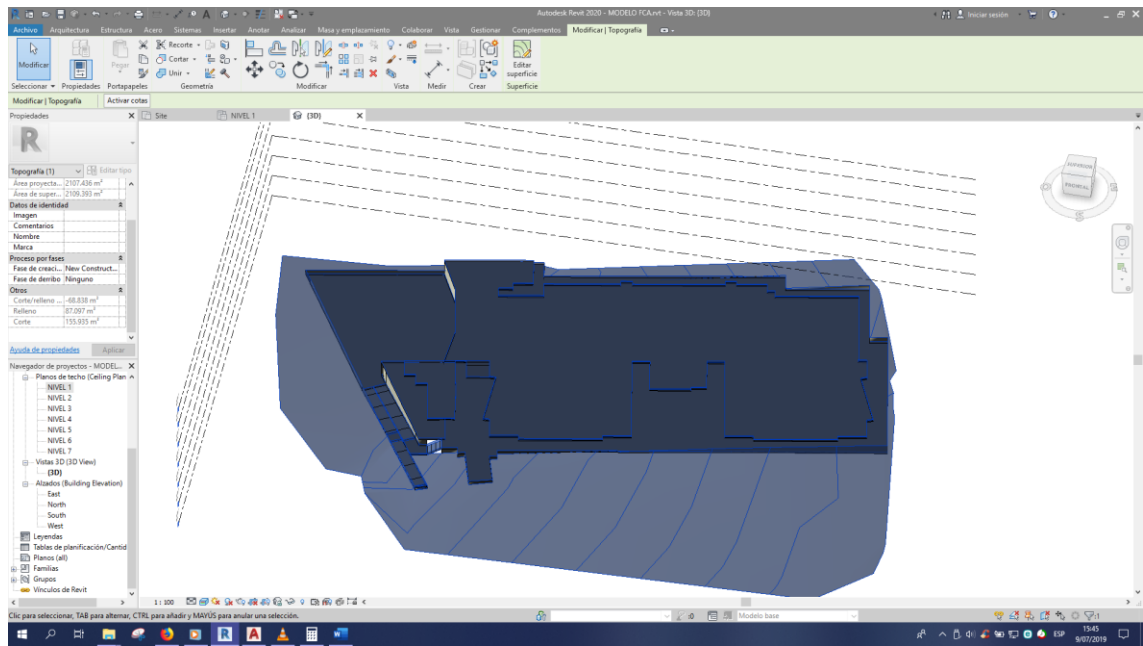 Autodesk Revit 2020 - MODELO FCA.rvt - Vista 3D: {3D}
Iniciar sesión
Archivo Arquitectura Estructura Acero Sistemas Insertar Anotar Analizar Masa y emplazamiento Colaborar Vista Gestionar Complementos Modificar | Topografía
Modificar
Pegar
Recorte
Cortar
Unir
Editar superficie
Seleccionar Propiedades Portapapeles Geometría Modificar Vista Medir Crear Superficie
Modificar | Topografía Activar cotas
Propiedades
Site
NIVEL 1
{3D}
Topografía (1) Editar tipo
Área proyecta... 2107.436 m²
Área de super... 2109.393 m²
Datos de identidad
Imagen
Comentarios
Nombre
Marca
Proceso por fases
Fase de creaci... New Construct...
Fase de derribo Ninguno
Otros
Corte/relleno ... -68.838 m³
Relleno 87.097 m³
Corte 155.935 m³
Ayuda de propiedades Aplicar
Navegador de proyectos - MODEL...
Planos de techo (Ceiling Plan
NIVEL 1
NIVEL 2
NIVEL 3
NIVEL 4
NIVEL 5
NIVEL 6
NIVEL 7
Vistas 3D (3D View)
{3D}
Alzados (Building Elevation)
East
North
South
West
Leyendas
Tablas de planificación/Cantid
Planos (all)
Familias
Grupos
Vínculos de Revit
SUPERIOR
FRONTAL
S
1 : 100
Clic para seleccionar, TAB para alternar, CTRL para añadir y MAYÚS para anular una selección.
:0
Modelo base
:1
ESP
15:45
9/07/2019